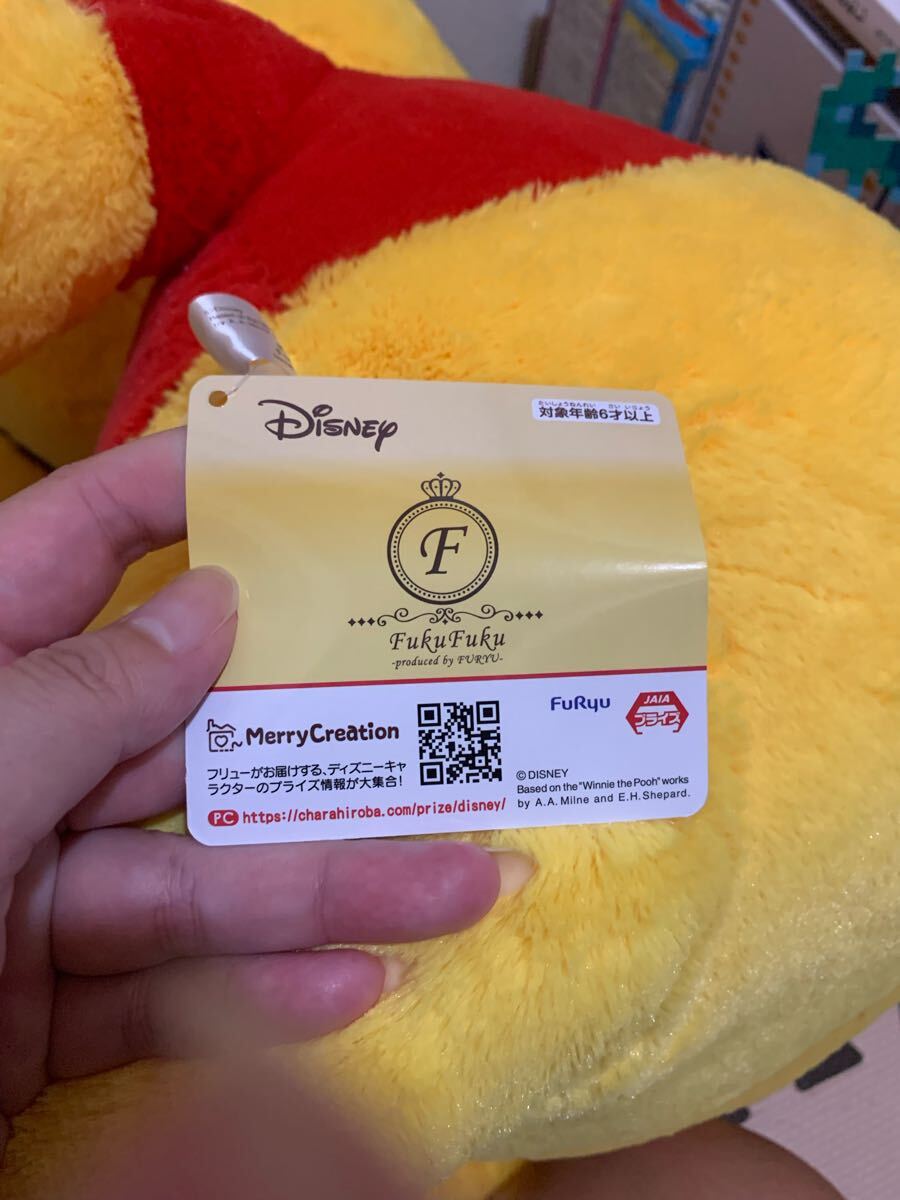 Disney
たいしょうねんれい さい いじょう
対象年齢6才以上
F
FukuFuku
-produced by FURYU-
MerryCreation
フリューがお届けする、ディズニーキャ
ラクターのプライズ情報が大集合!
PC https://charahiroba.com/prize/disney/
FuRyu
JAIA
プライズ
© DISNEY
Based on the "Winnie the Pooh" works
by A.A. Milne and E.H. Shepard.